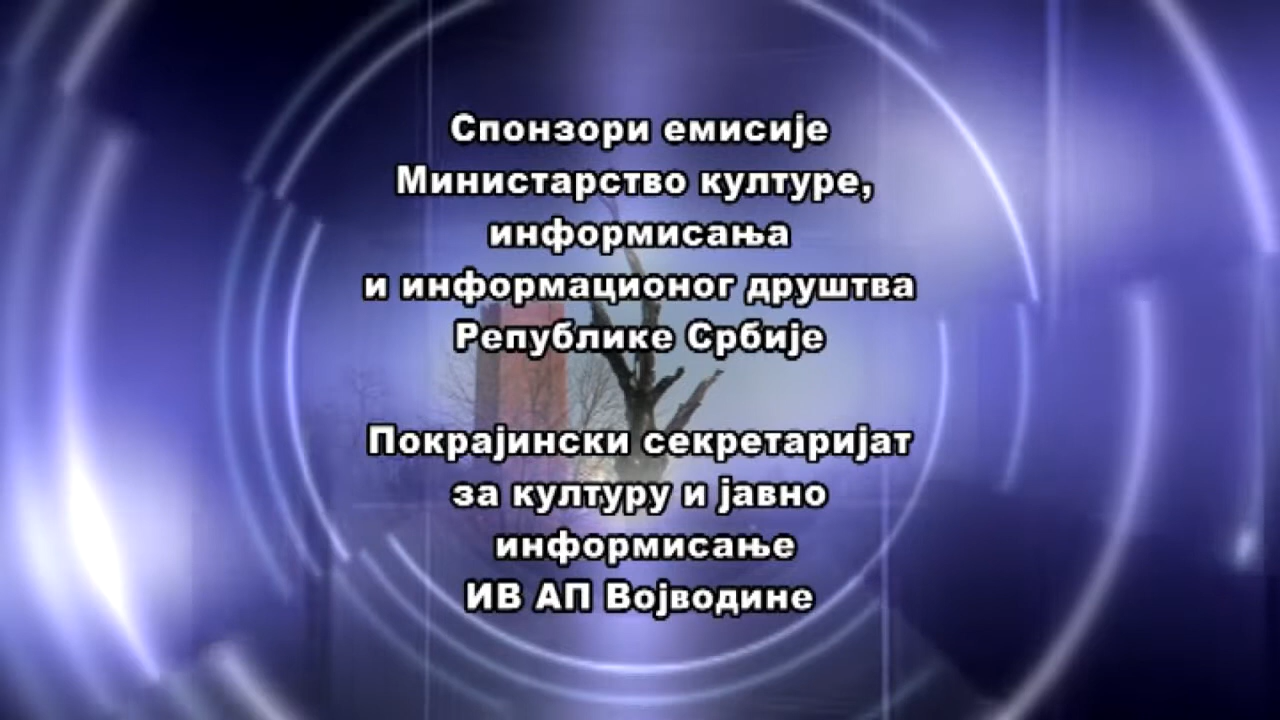 Спонзори емисије
Министарство културе,
информисања
и информационог друштва
Републике Србије
Покрајински секретаријат
за културу и јавно
информисање
ИВ АП Војводине